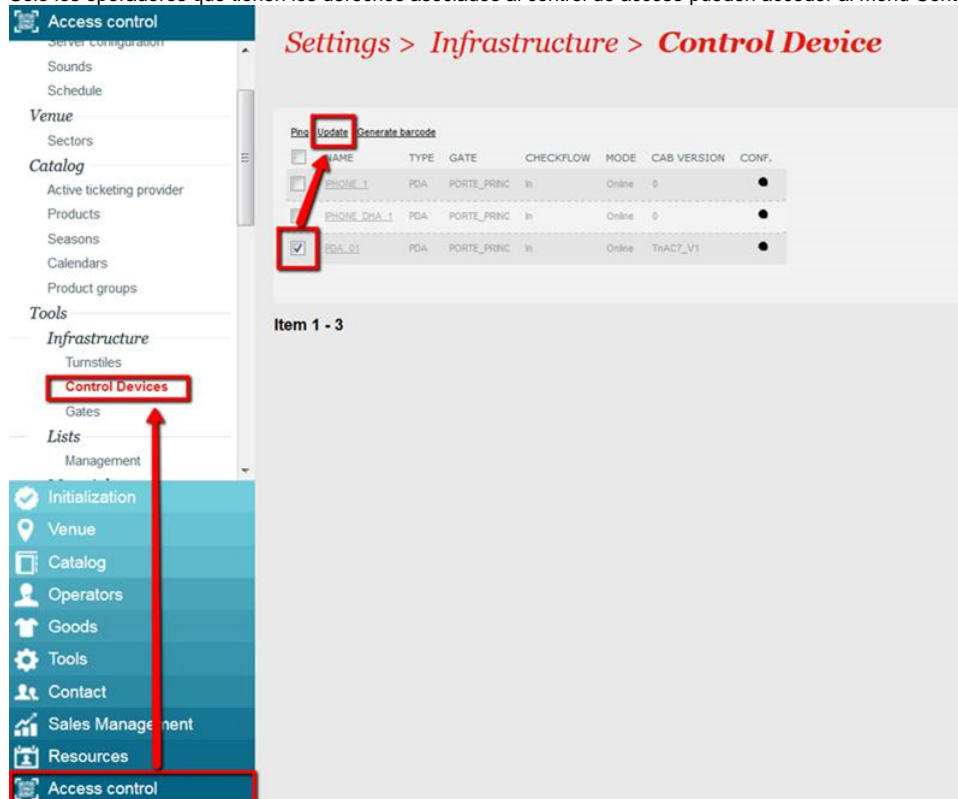 Access control
Sounds
Schedule
Venue
Sectors
Catalog
Active ticketing provider
Products
Seasons
Calendars
Product groups
Tools
Infrastructure
Turnstiles
Control Devices
Gates
Lists
Management
Initialization
Venue
Catalog
Operators
Goods
Tools
Contact
Sales Management
Resources
Access control
Settings > Infrastructure > Control Device
Ping Update Generate barcode
NAME TYPE GATE CHECKFLOW MODE CAB VERSION CONF.
IPHONE_1 PDA PORTE_PRINC In Online 0
IPHONE_DHA_1 PDA PORTE_PRINC In Online 0
PDA_01 PDA PORTE_PRINC In Online TnAC7_V1
Item 1 - 3